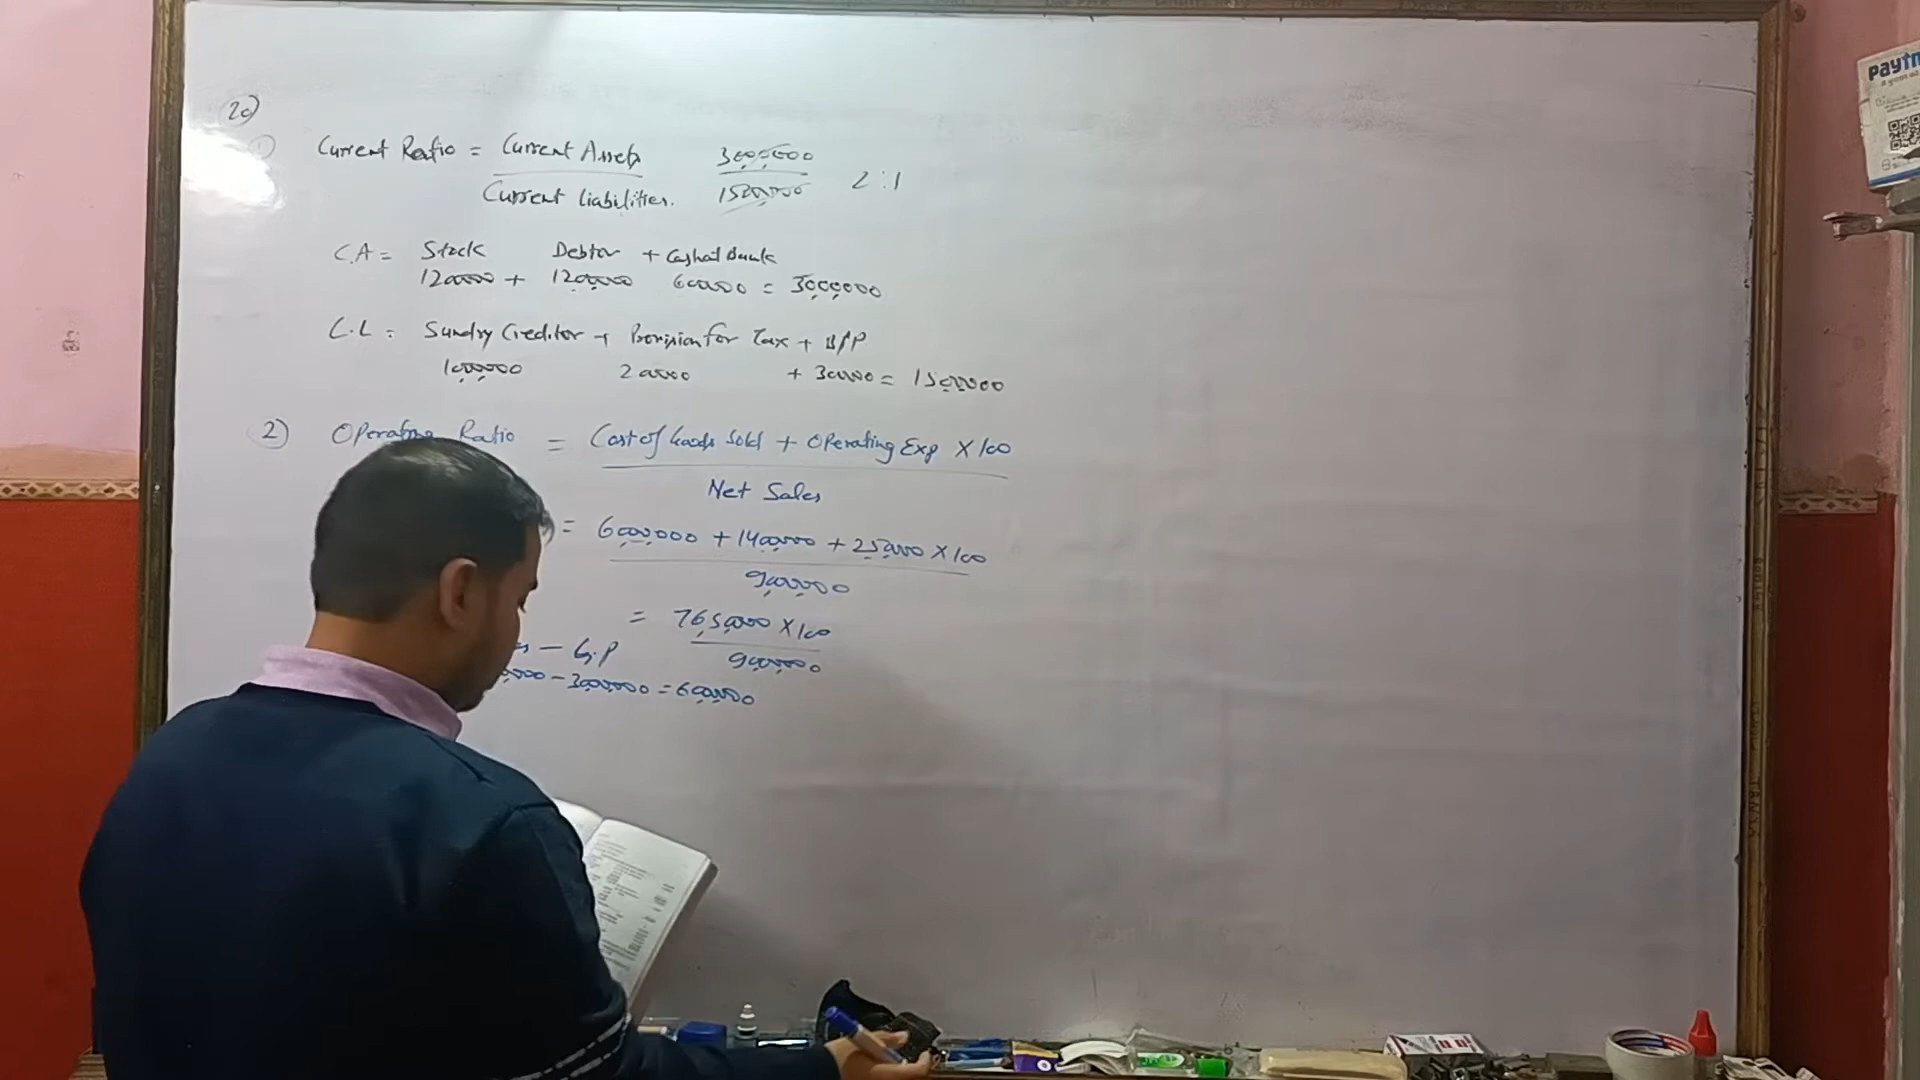 20)
1) Current Ratio = Current Assets / Current Liabilities. 3000000 / 1500000 2:1
C.A = Stock Debtor + Cash at Bank
1200000 + 1200000 600000 = 3000000
C.L = Sundry Creditor + Provision for Tax + B/P
1000000 200000 + 300000 = 1500000
2) Operating Ratio = Cost of Goods Sold + Operating Exp X 100
Net Sales
= 6000000 + 1400000 + 250000 X 100
9000000
= 7650000 X 100
9000000
– G.P
– 3000000 = 6000000
Paytm